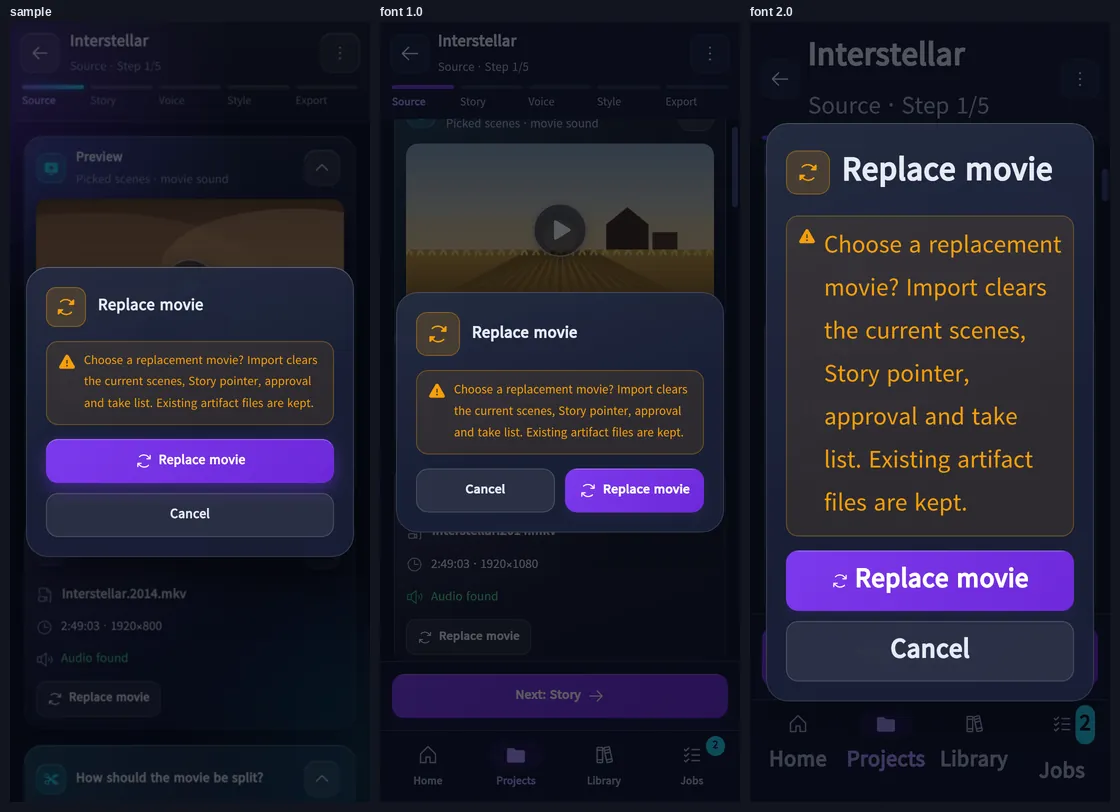 sample
Interstellar
Source · Step 1/5
Source
Story
Voice
Style
Export
Preview
Picked scenes · movie sound
Replace movie
Choose a replacement movie? Import clears
the current scenes, Story pointer, approval
and take list. Existing artifact files are kept.
Replace movie
Cancel
Interstellar.2014.mkv
2:49:03 · 1920×800
Audio found
Replace movie
How should the movie be split?
font 1.0
Interstellar
Source · Step 1/5
Source
Story
Voice
Style
Export
Picked scenes · movie sound
Replace movie
Choose a replacement movie? Import clears
the current scenes, Story pointer, approval
and take list. Existing artifact files are kept.
Cancel
Replace movie
2:49:03 · 1920×1080
Audio found
Replace movie
Next: Story
Home
Projects
Library
Jobs
2
font 2.0
Interstellar
Source · Step 1/5
Replace movie
Choose a replacement
movie? Import clears
the current scenes,
Story pointer,
approval and take
list. Existing artifact
files are kept.
Replace movie
Cancel
Home
Projects
Library
Jobs
2